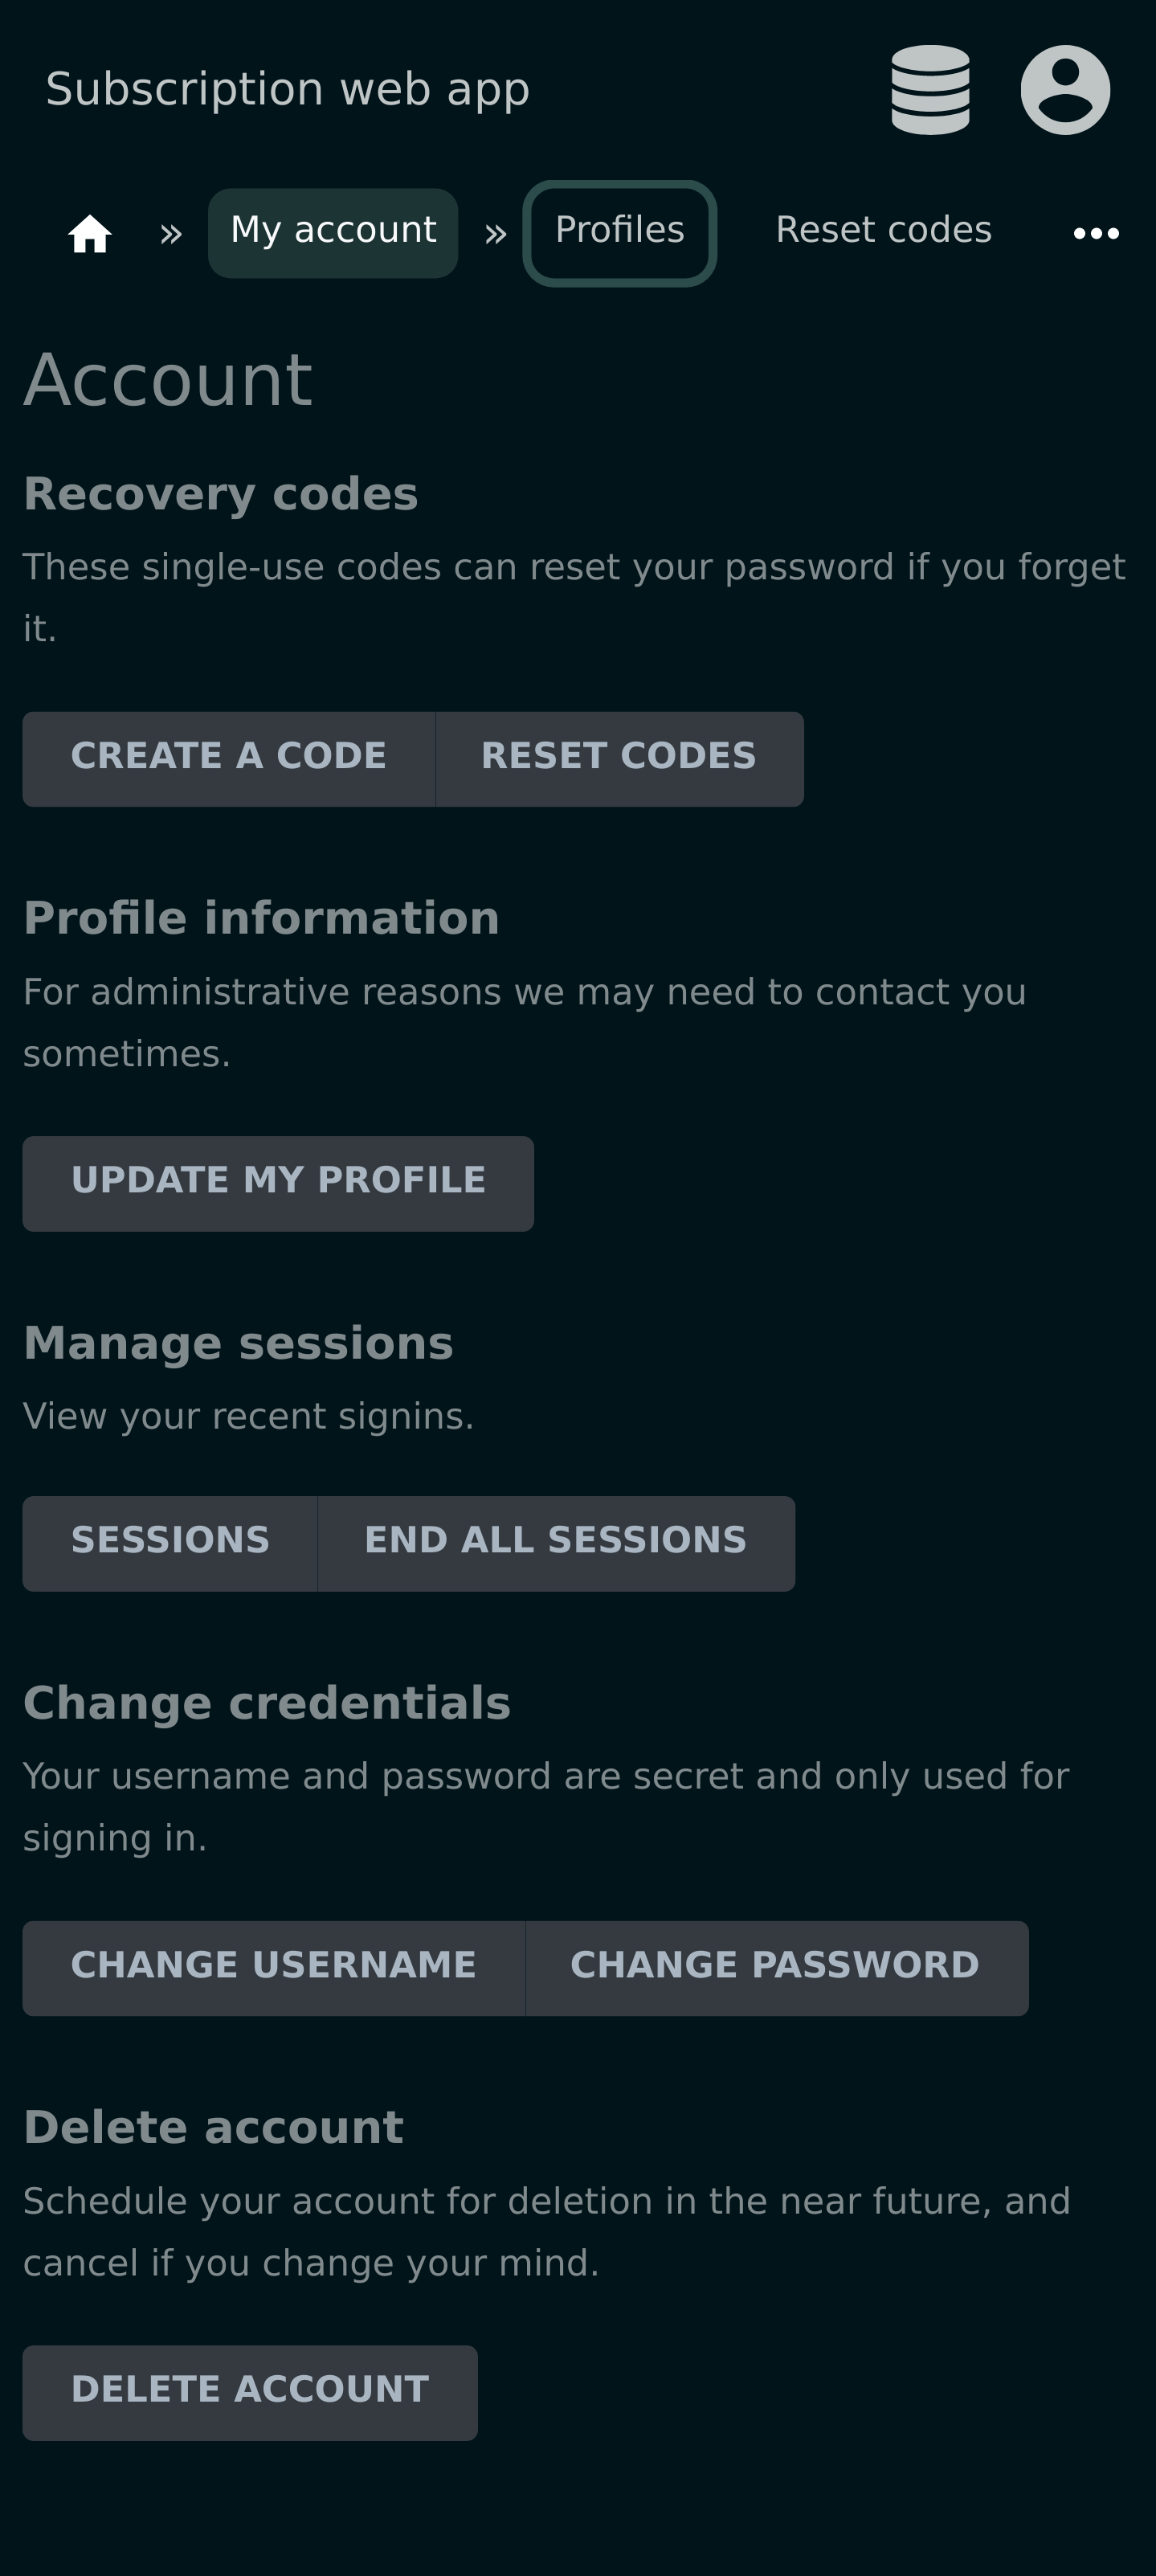 Subscription web app
» My account » Profiles Reset codes
Account
Recovery codes
These single-use codes can reset your password if you forget
it.
CREATE A CODE RESET CODES
Profile information
For administrative reasons we may need to contact you
sometimes.
UPDATE MY PROFILE
Manage sessions
View your recent signins.
SESSIONS END ALL SESSIONS
Change credentials
Your username and password are secret and only used for
signing in.
CHANGE USERNAME CHANGE PASSWORD
Delete account
Schedule your account for deletion in the near future, and
cancel if you change your mind.
DELETE ACCOUNT